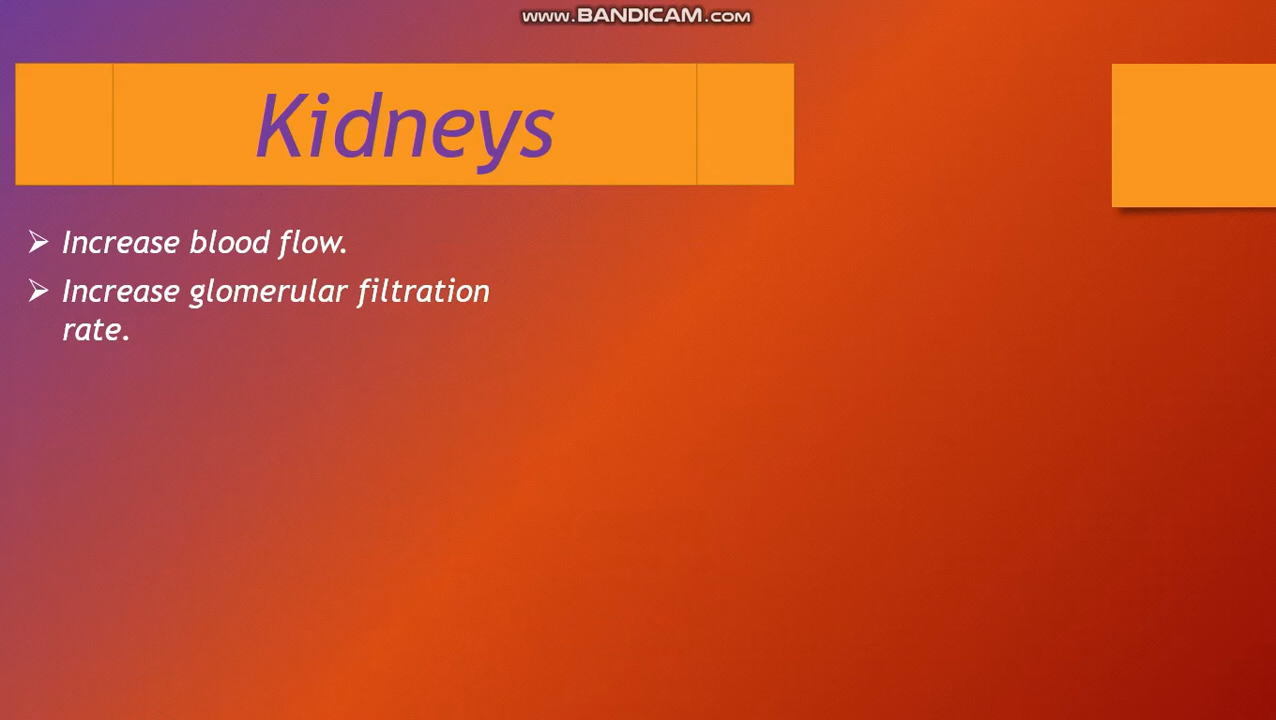 www.BANDICAM.com
Kidneys
Increase blood flow.
Increase glomerular filtration
rate.